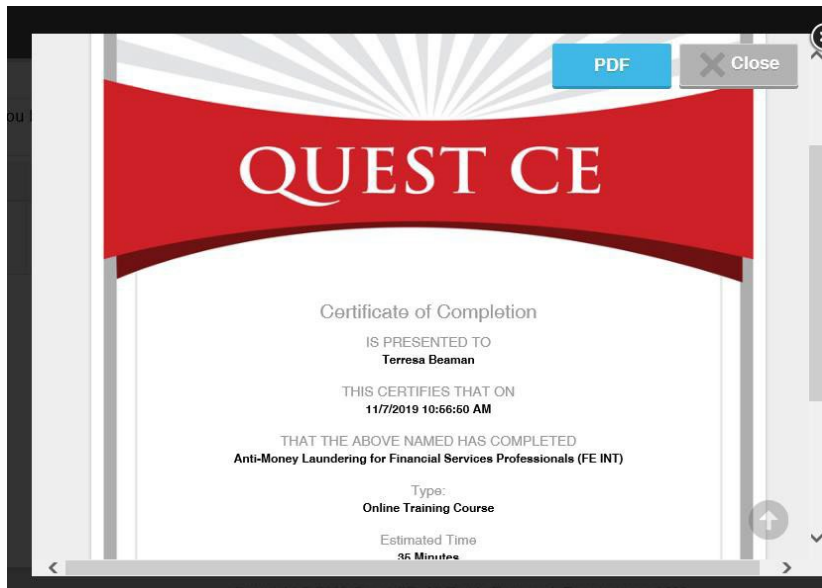 PDF
Close
ou
QUEST CE
Certificate of Completion
IS PRESENTED TO
Terresa Beaman
THIS CERTIFIES THAT ON
11/7/2019 10:56:50 AM
THAT THE ABOVE NAMED HAS COMPLETED
Anti-Money Laundering for Financial Services Professionals (FE INT)
Type:
Online Training Course
Estimated Time
35 Minutes